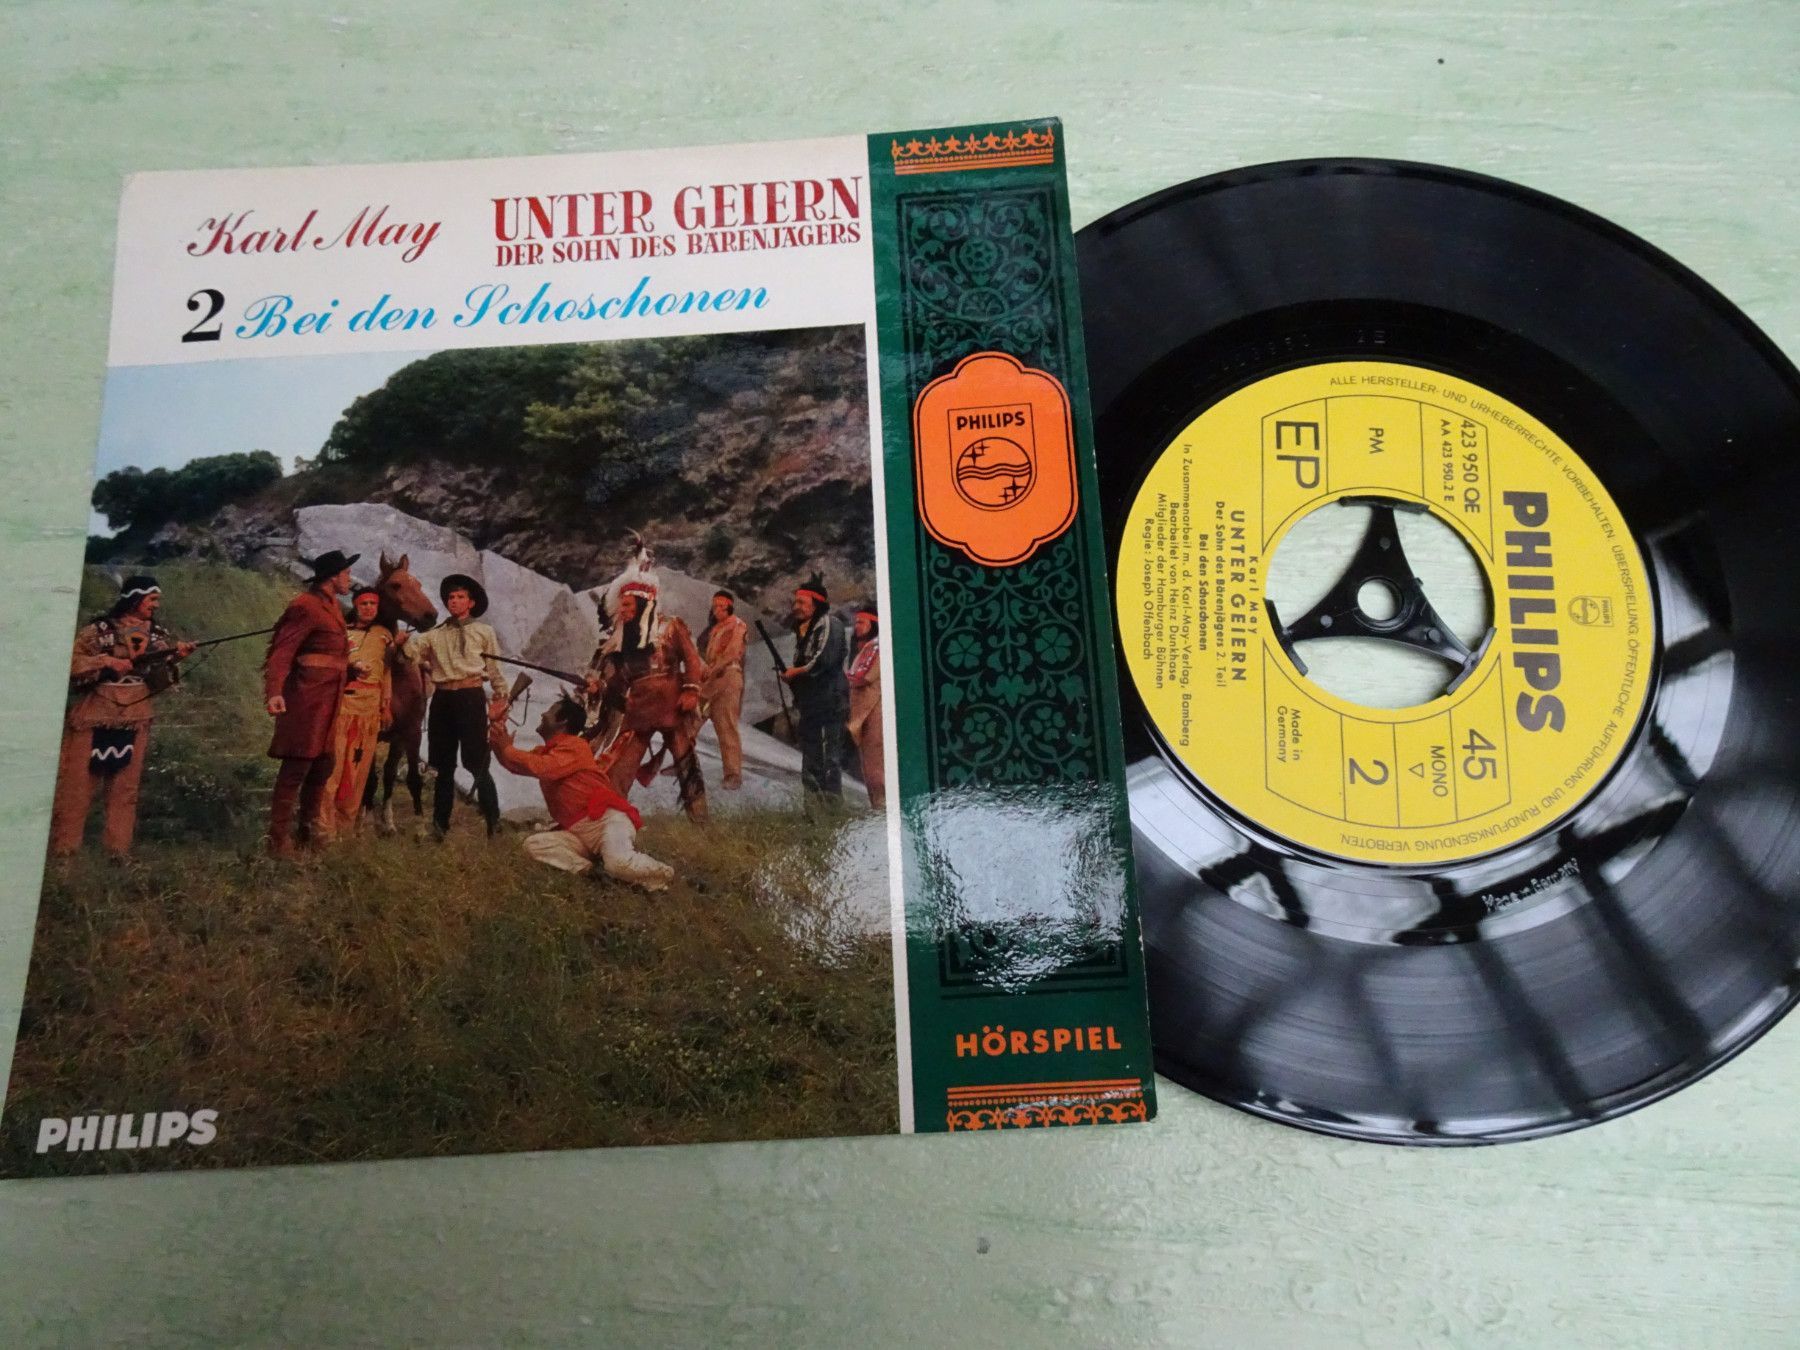 Karl May
UNTER GEIERN
DER SOHN DES BÄRENJÄGERS
2 Bei den Schoschonen
PHILIPS
HÖRSPIEL
PHILIPS
ALLE HERSTELLER- UND URHEBERRECHTE VORBEHALTEN. ÜBERSPIELUNG, ÖFFENTLICHE AUFFÜHRUNG UND RUNDFUNKSENDUNG VERBOTEN.
PHILIPS
PHILIPS
423 950 QE
AA 423 950.2 E
PM
EP
45
MONO
2
Made in
Germany
Karl May
UNTER GEIERN
Der Sohn des Bärenjägers 2. Teil
Bei den Schoschonen
In Zusammenarbeit m. d. Karl-May-Verlag, Bamberg
Bearbeitet von Heinz Dunkhase
Mitglieder der Hamburger Bühnen
Regie: Joseph Offenbach